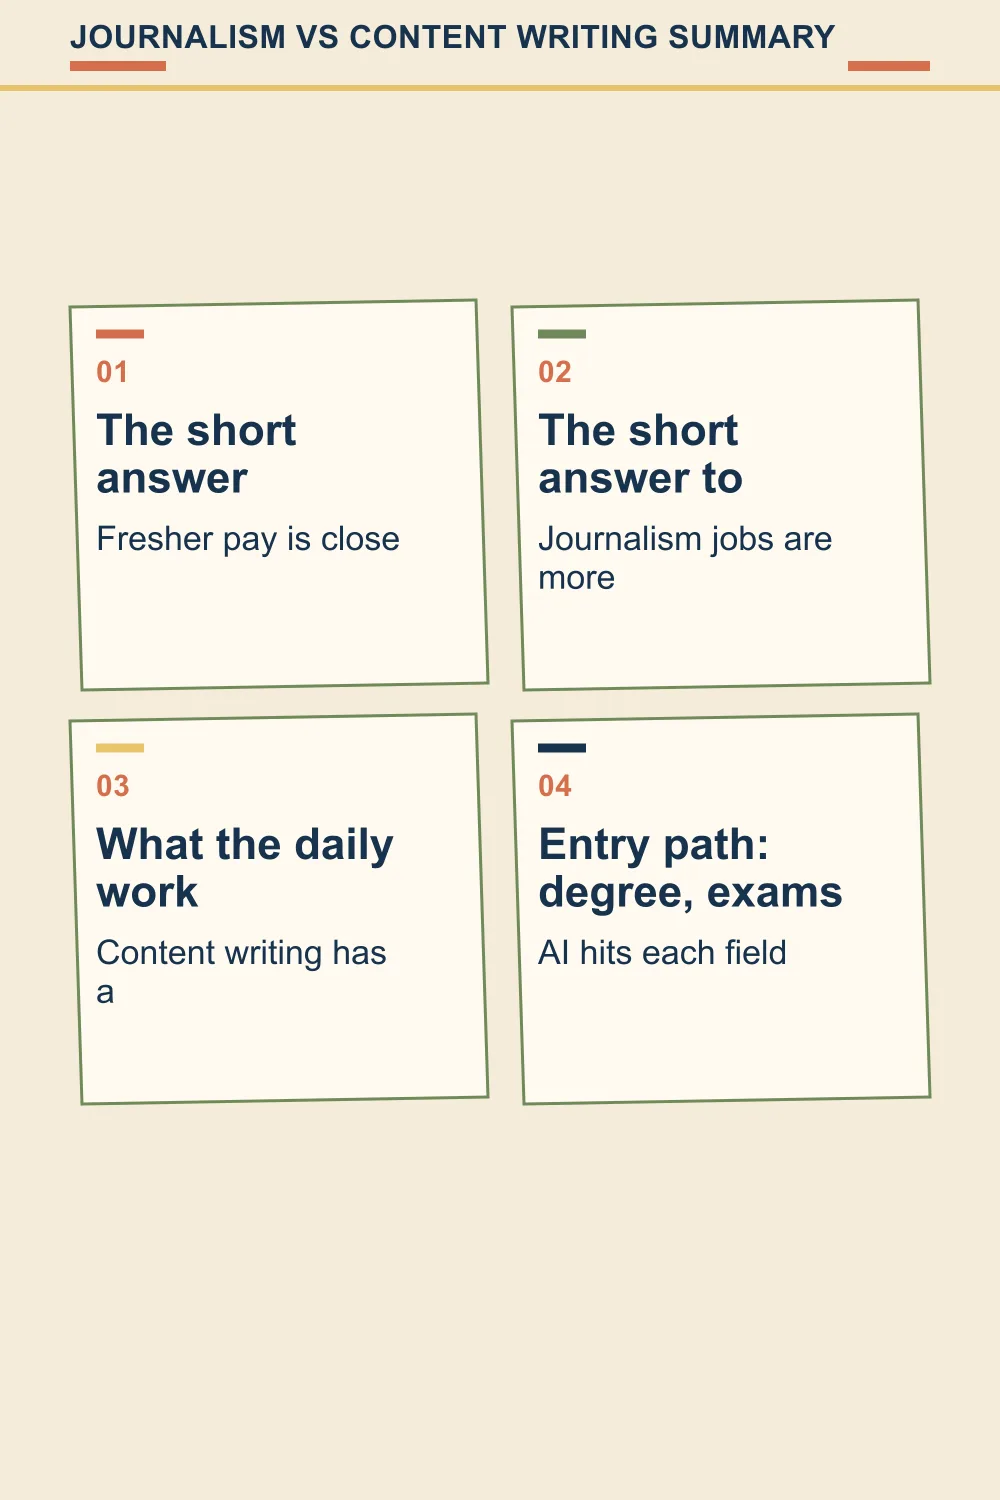 JOURNALISM VS CONTENT WRITING SUMMARY
01
The short
answer
Fresher pay is close
02
The short
answer to
Journalism jobs are
more
03
What the daily
work
Content writing has
a
04
Entry path:
degree, exams
AI hits each field